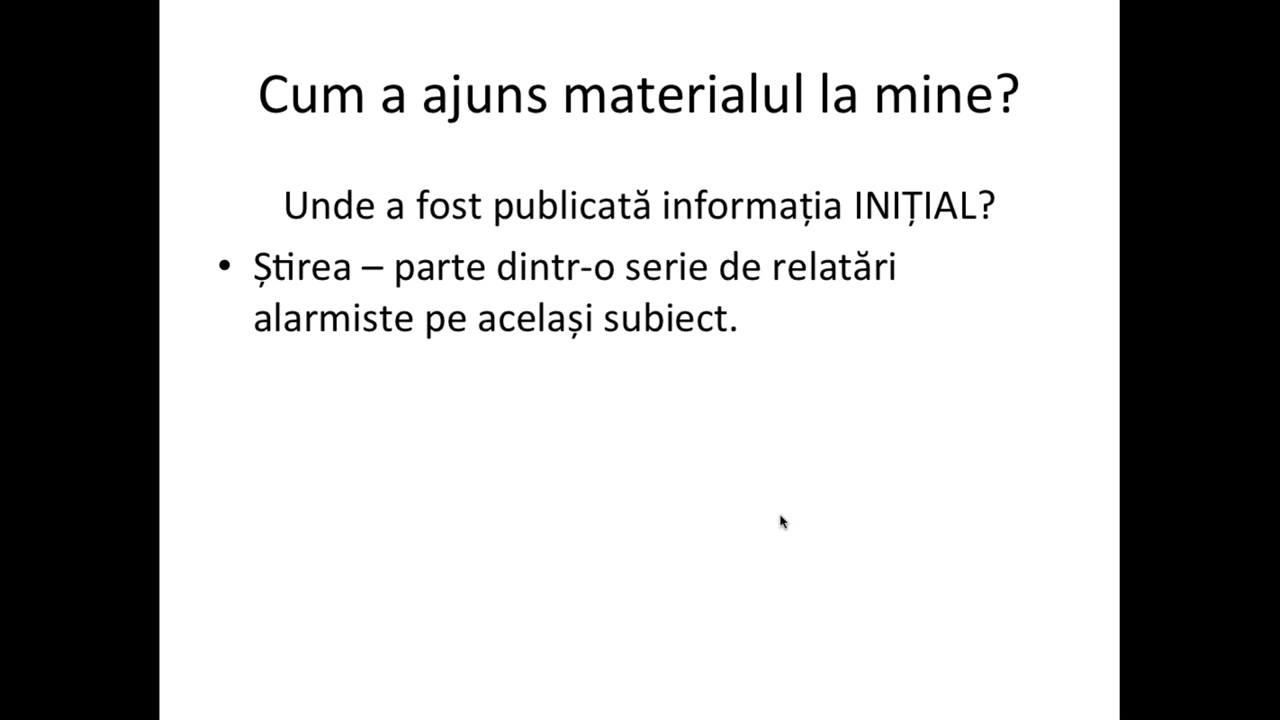 Cum a ajuns materialul la mine?
Unde a fost publicată informația INIȚIAL?
• Știrea – parte dintr-o serie de relatări
alarmiste pe același subiect.